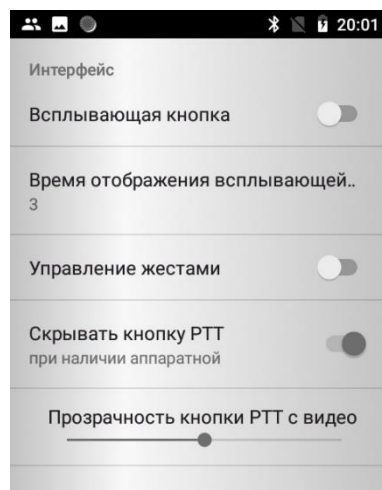 20:01
Интерфейс
Всплывающая кнопка
Время отображения всплывающей..
3
Управление жестами
Скрывать кнопку PTT
при наличии аппаратной
Прозрачность кнопки PTT с видео